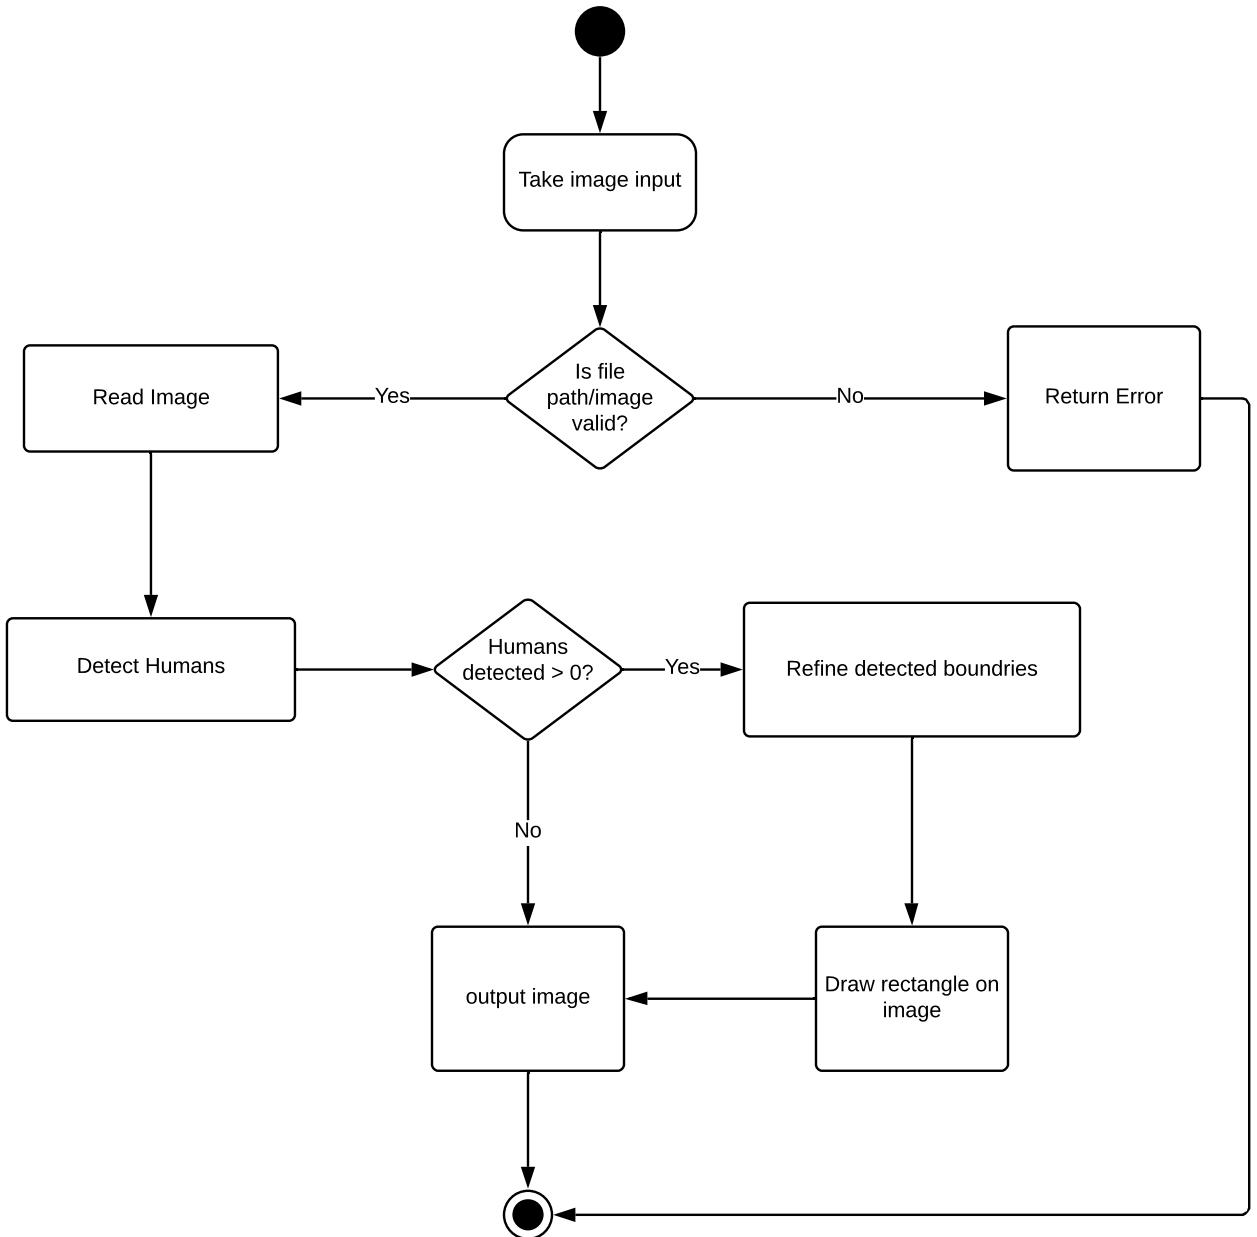 Take image input
Is file
path/image
valid?
Yes
No
Read Image
Return Error
Detect Humans
Humans
detected > 0?
Yes
Refine detected boundries
No
output image
Draw rectangle on
image